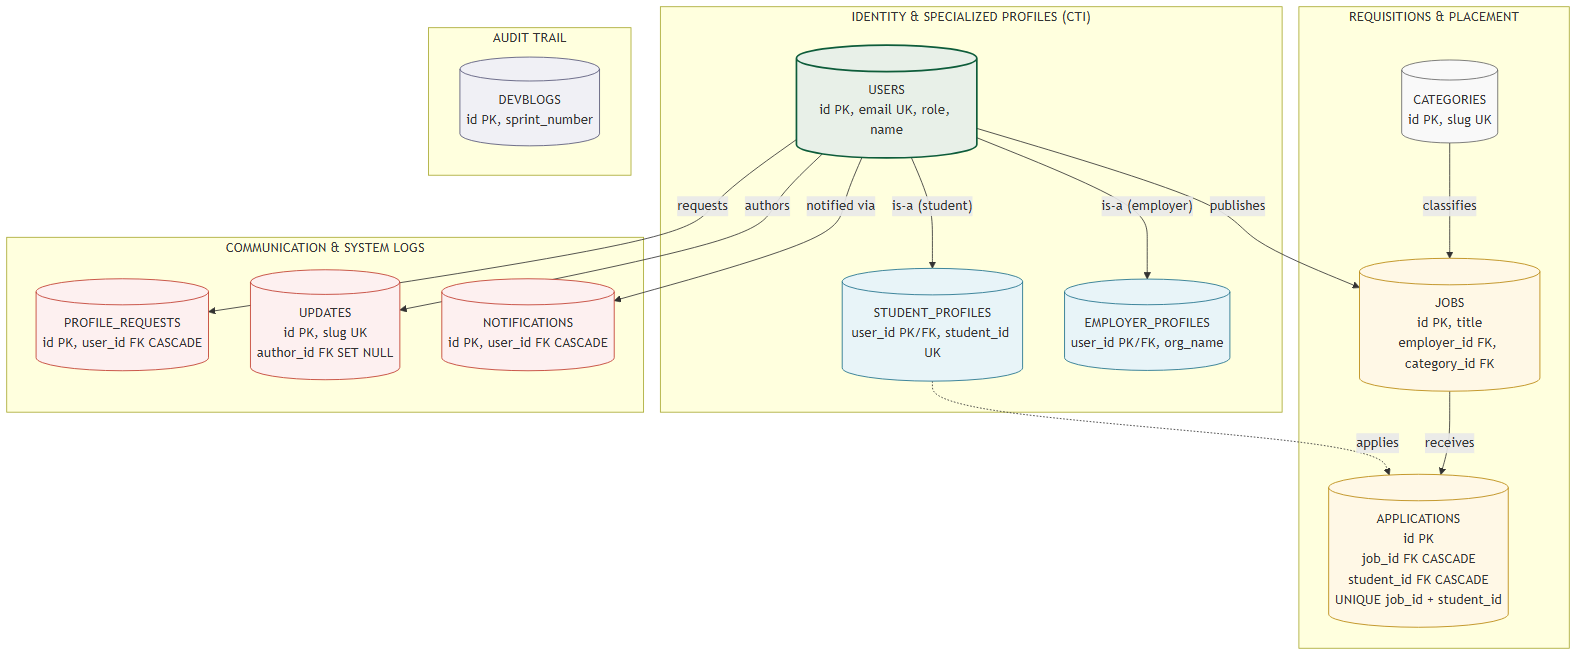 IDENTITY & SPECIALIZED PROFILES (CTI)
REQUISITIONS & PLACEMENT
AUDIT TRAIL
DEVBLOGS
id PK, sprint_number
USERS
id PK, email UK, role,
name
CATEGORIES
id PK, slug UK
requests
authors
notified via
is-a (student)
is-a (employer)
publishes
classifies
COMMUNICATION & SYSTEM LOGS
PROFILE_REQUESTS
id PK, user_id FK CASCADE
UPDATES
id PK, slug UK
author_id FK SET NULL
NOTIFICATIONS
id PK, user_id FK CASCADE
STUDENT_PROFILES
user_id PK/FK, student_id
UK
EMPLOYER_PROFILES
user_id PK/FK, org_name
JOBS
id PK, title
employer_id FK,
category_id FK
applies
receives
APPLICATIONS
id PK
job_id FK CASCADE
student_id FK CASCADE
UNIQUE job_id + student_id